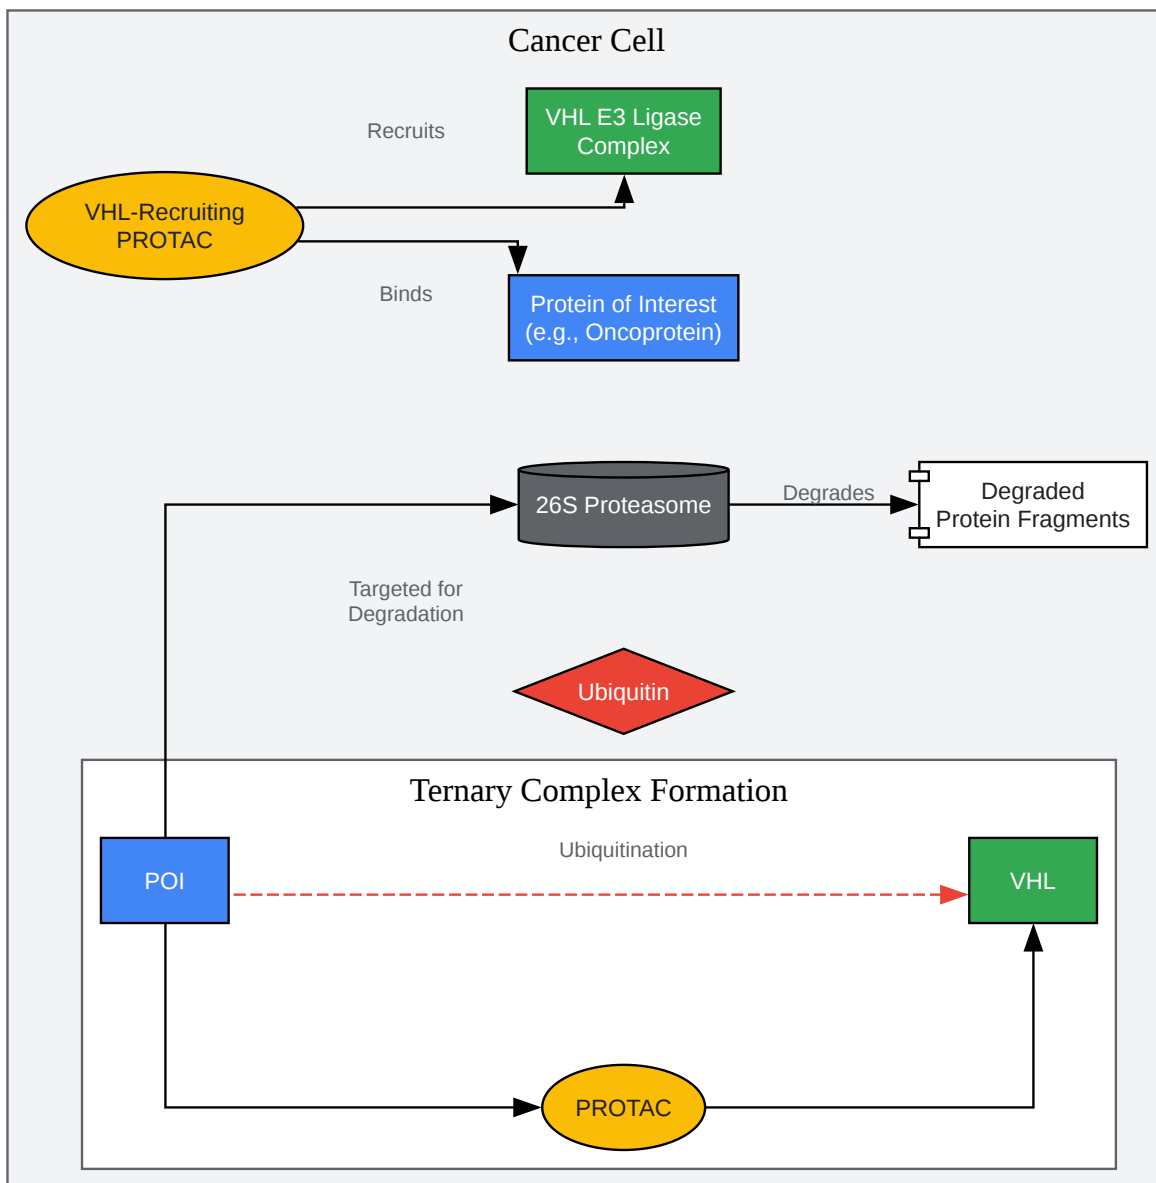 Cancer Cell
Recruits
VHL E3 Ligase
Complex
VHL-Recruiting
PROTAC
Binds
Protein of Interest
(e.g., Oncoprotein)
26S Proteasome
Degrades
Degraded
Protein Fragments
Targeted for
Degradation
Ubiquitin
Ternary Complex Formation
POI
Ubiquitination
VHL
PROTAC